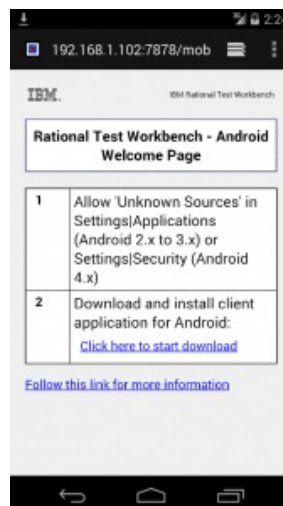 2:24
192.168.1.102:7878/mob
IBM.
IBM Rational Test Workbench
Rational Test Workbench - Android
Welcome Page
1
Allow 'Unknown Sources' in
Settings|Applications
(Android 2.x to 3.x) or
Settings|Security (Android
4.x)
2
Download and install client
application for Android:
Click here to start download
Follow this link for more information